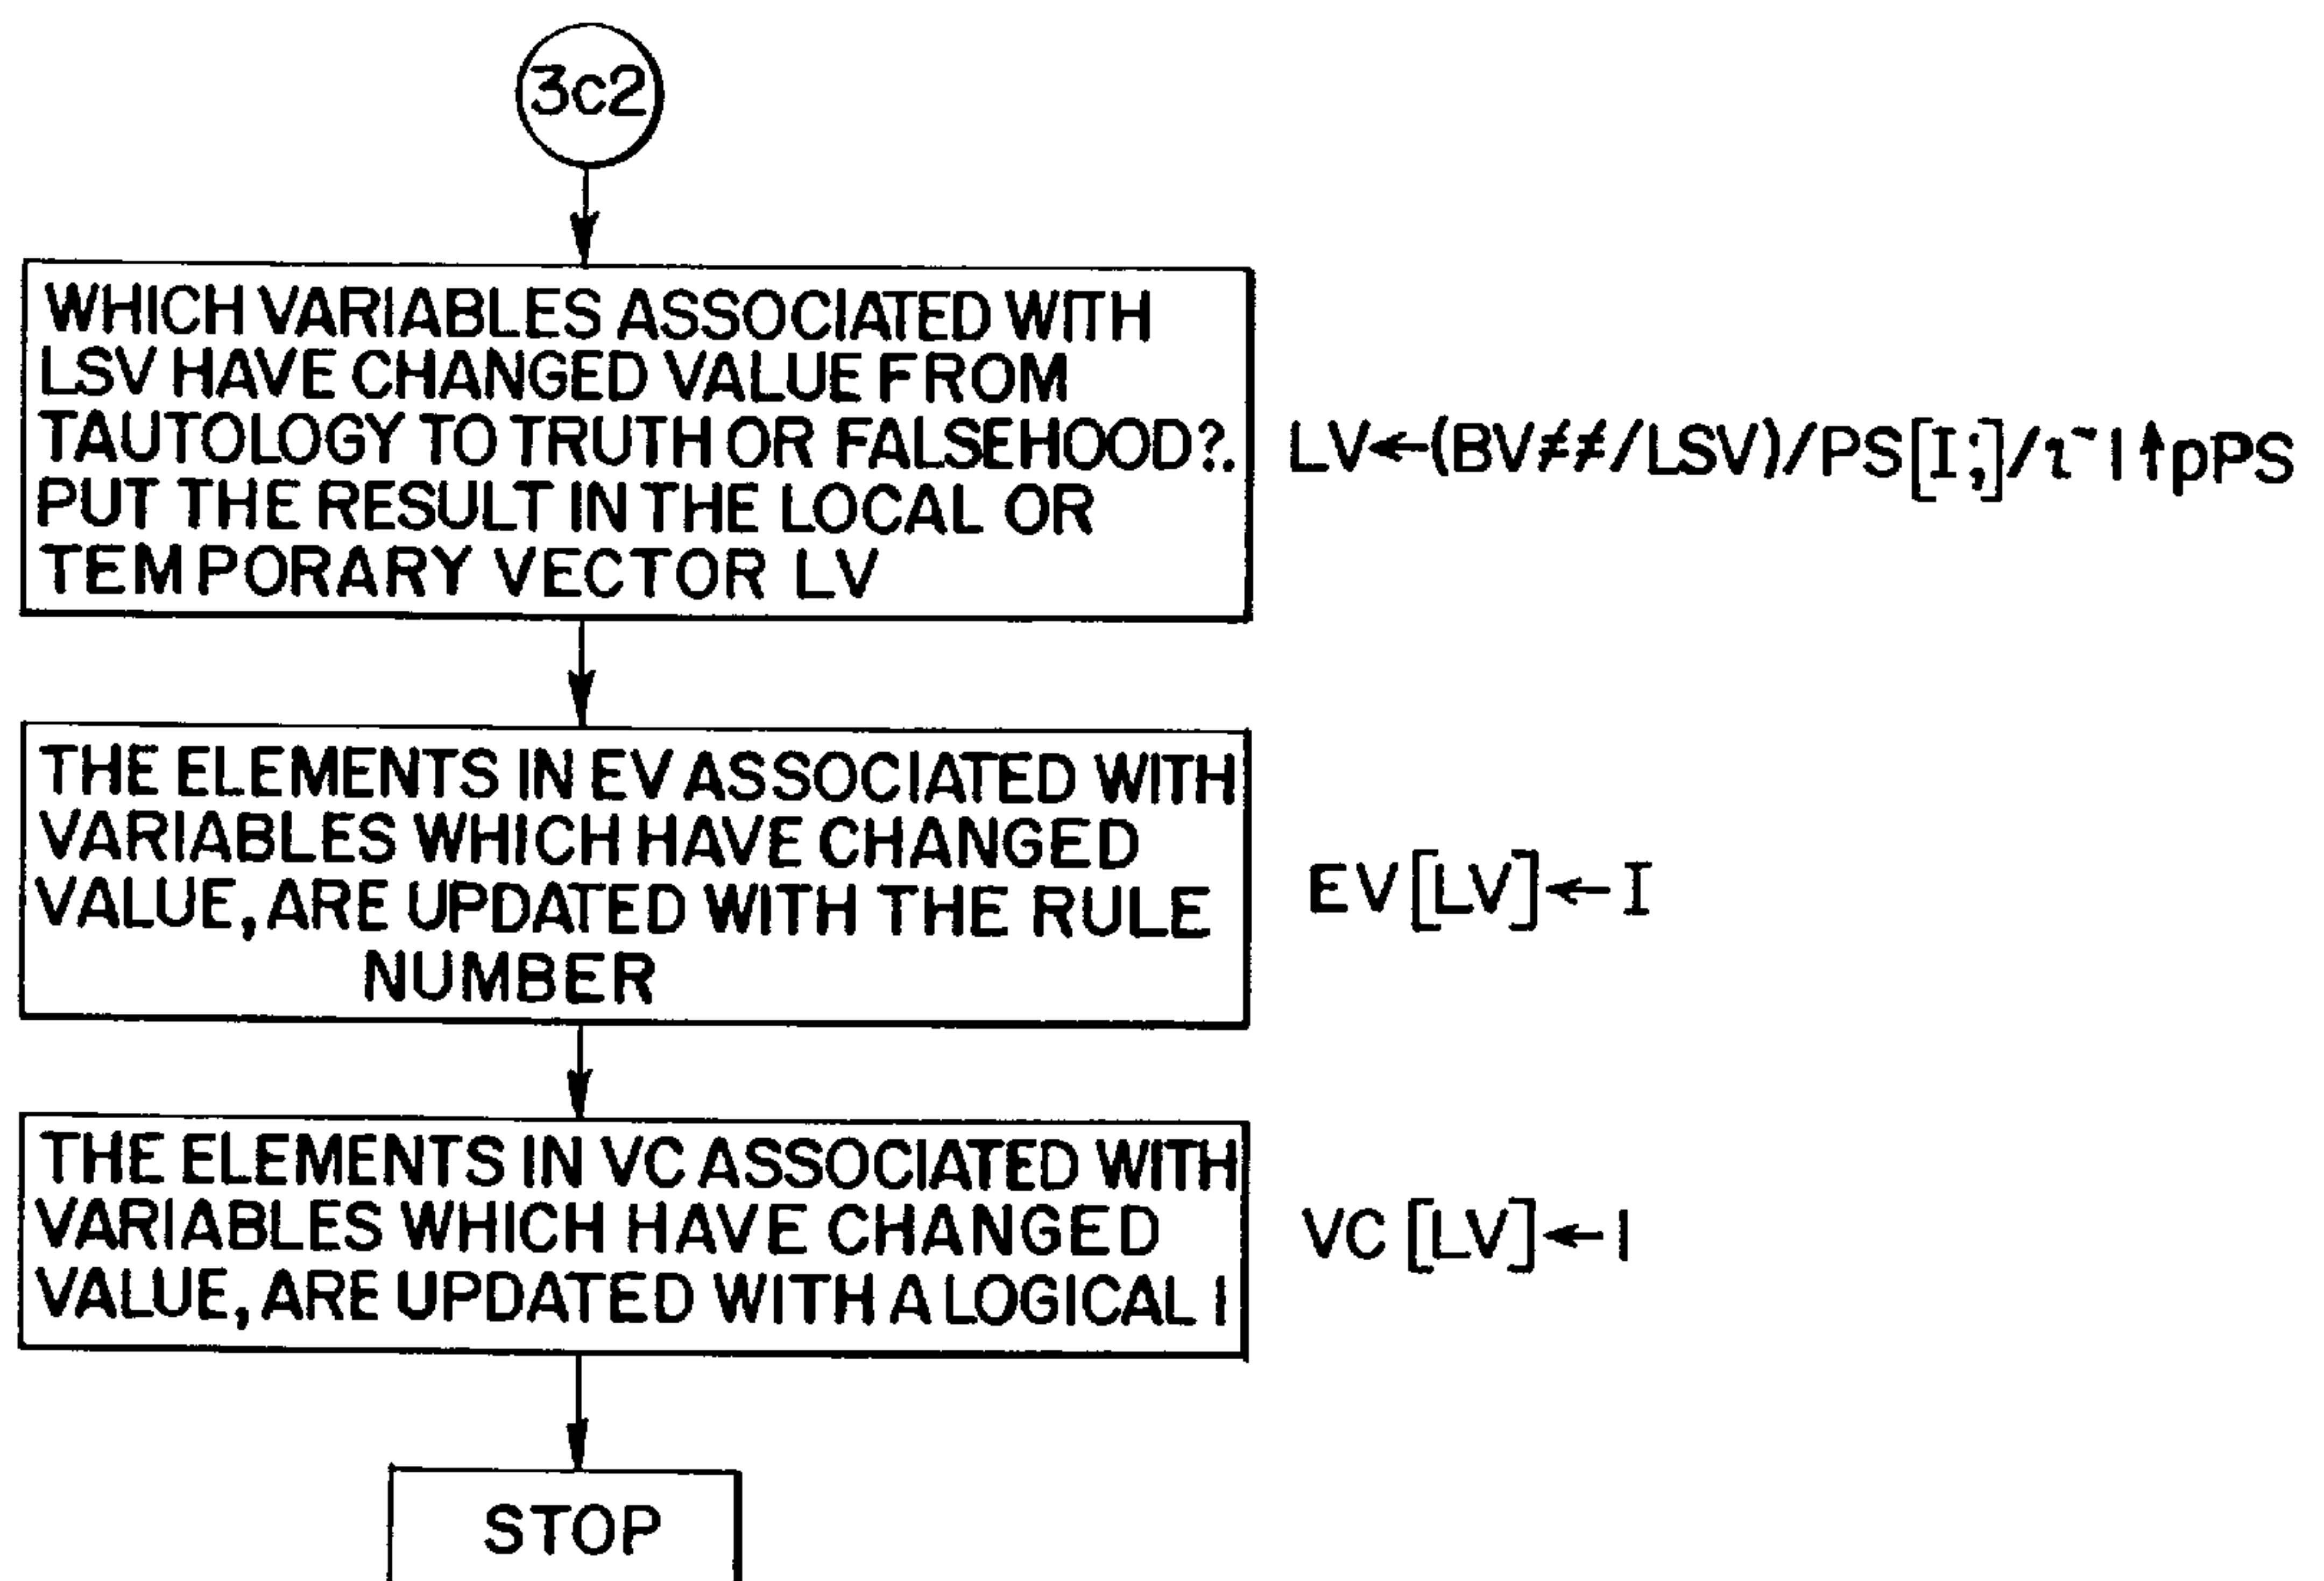 3c2
WHICH VARIABLES ASSOCIATED WITH
LSV HAVE CHANGED VALUE FROM
TAUTOLOGY TO TRUTH OR FALSEHOOD?.
PUT THE RESULT IN THE LOCAL OR
TEMPORARY VECTOR LV
LV←(BV≠≠/LSV)/PS[I;]/⍳¯1↑⍴PS
THE ELEMENTS IN EV ASSOCIATED WITH
VARIABLES WHICH HAVE CHANGED
VALUE, ARE UPDATED WITH THE RULE
NUMBER
EV[LV]←I
THE ELEMENTS IN VC ASSOCIATED WITH
VARIABLES WHICH HAVE CHANGED
VALUE, ARE UPDATED WITH A LOGICAL 1
VC[LV]←1
STOP